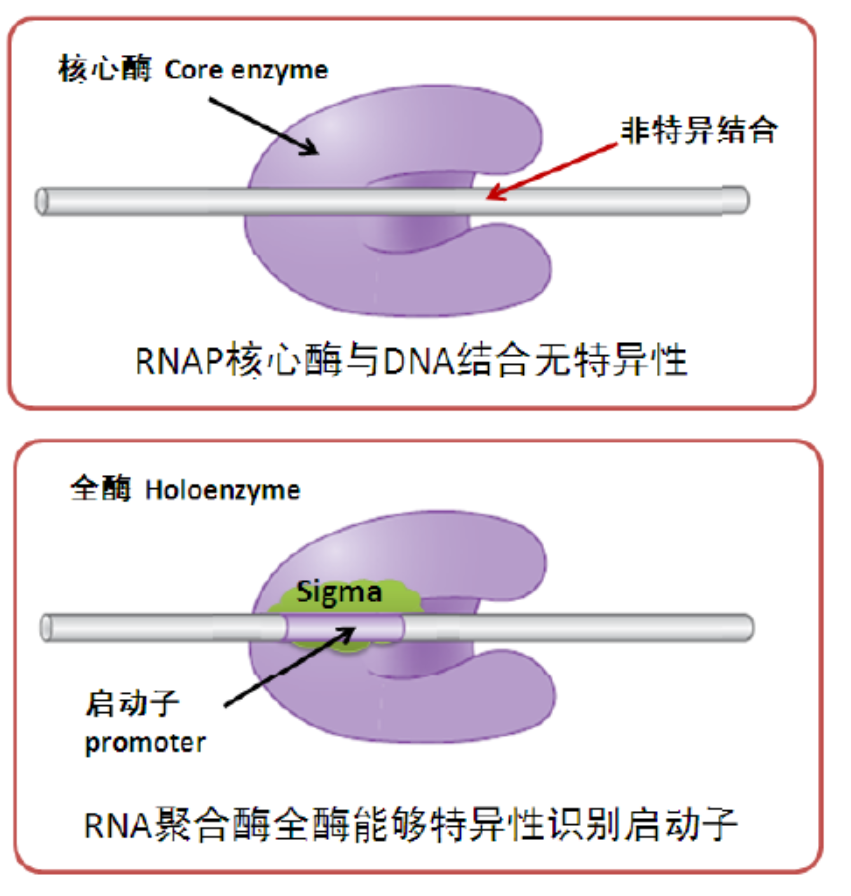 核心酶 Core enzyme
非特异结合
RNAP核心酶与DNA结合无特异性
全酶 Holoenzyme
Sigma
启动子
promoter
RNA聚合酶全酶能够特异性识别启动子